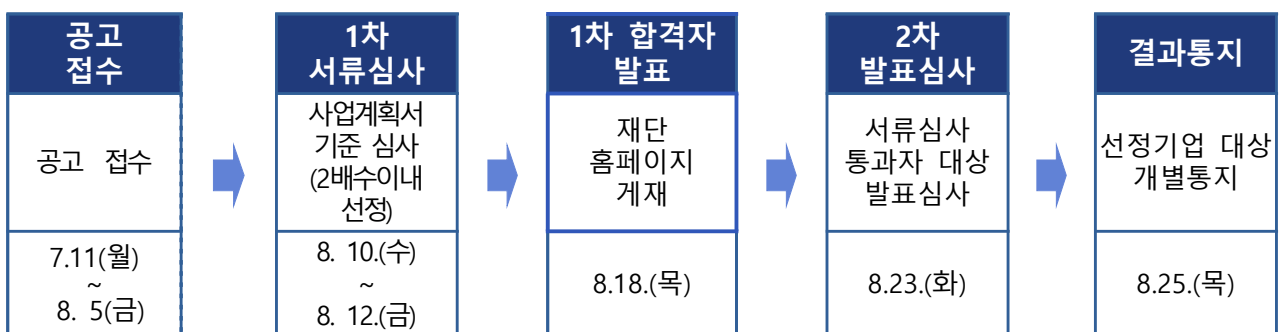 공고
접수
공고 접수
7.11(월)
~
8. 5(금)
1차
서류심사
사업계획서
기준 심사
(2배수이내
선정)
8. 10.(수)
~
8. 12.(금)
1차 합격자
발표
재단
홈페이지
게재
8.18.(목)
2차
발표심사
서류심사
통과자 대상
발표심사
8.23.(화)
결과통지
선정기업 대상
개별통지
8.25.(목)